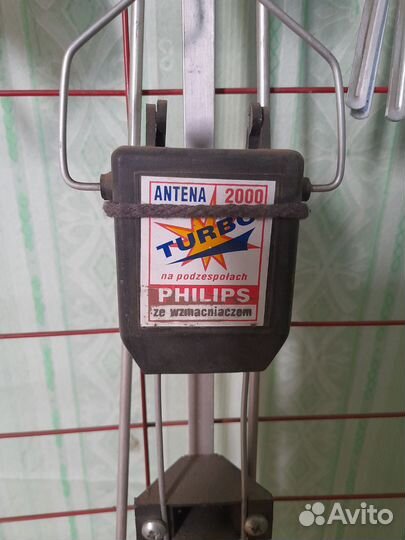 ANTENA 2000
TURBO
na podzespołach
PHILIPS
ze wzmacniaczem
Avito